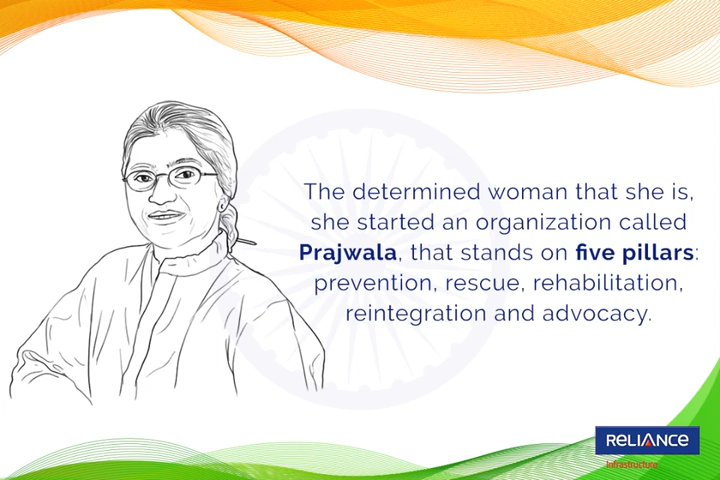 The determined woman that she is,
she started an organization called
Prajwala, that stands on five pillars:
prevention, rescue, rehabilitation,
reintegration and advocacy.
RELIANCE
Infrastructure